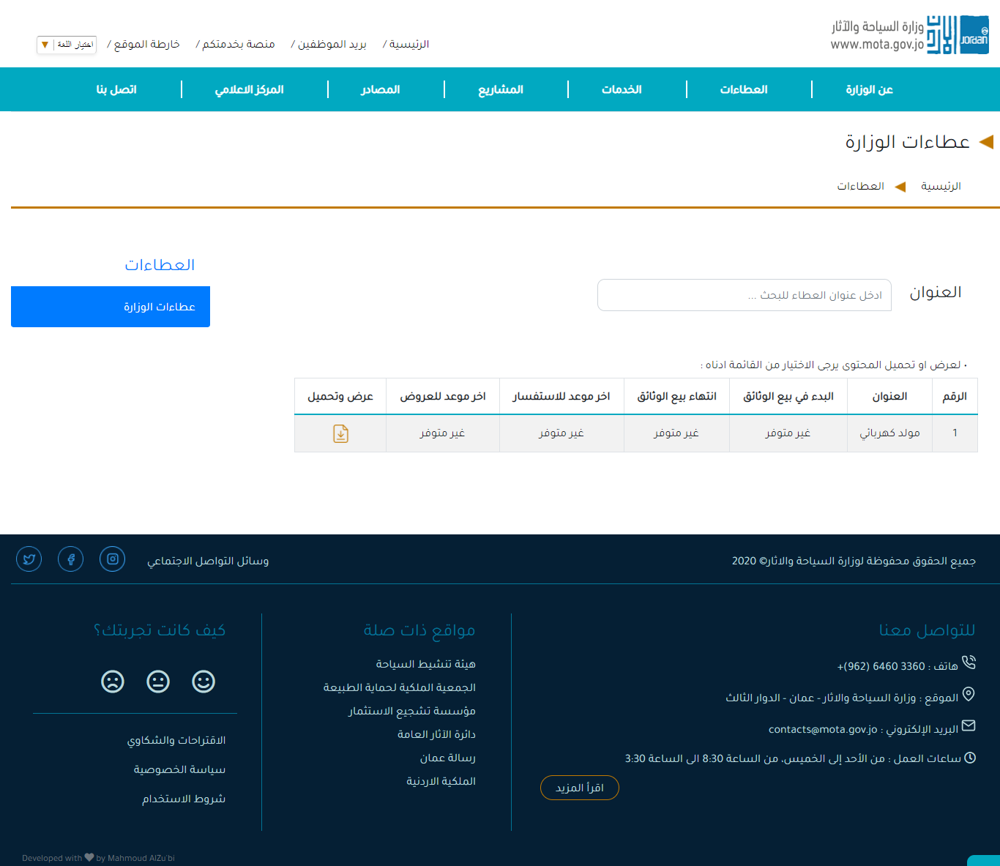 وزارة السياحة والآثار
www.mota.gov.jo
JORDAN
الرئيسية /
بريد الموظفين /
منصة بخدمتكم /
خارطة الموقع /
اختيار اللغة
عن الوزارة
العطاءات
الخدمات
المشاريع
المصادر
المركز الاعلامي
اتصل بنا
عطاءات الوزارة
الرئيسية
العطاءات
العنوان
ادخل عنوان العطاء للبحث ...
العطاءات
عطاءات الوزارة
• لعرض او تحميل المحتوى يرجى الاختيار من القائمة ادناه :
الرقم العنوان البدء في بيع الوثائق انتهاء بيع الوثائق اخر موعد للاستفسار اخر موعد للعروض عرض وتحميل
1 مولد كهربائي غير متوفر غير متوفر غير متوفر غير متوفر
جميع الحقوق محفوظة لوزارة السياحة والاثار© 2020
وسائل التواصل الاجتماعي
للتواصل معنا
هاتف : 3360 6460 (962)+
الموقع : وزارة السياحة والاثار - عمان - الدوار الثالث
البريد الإلكتروني : contacts@mota.gov.jo
ساعات العمل : من الأحد إلى الخميس، من الساعة 8:30 الى الساعة 3:30
اقرأ المزيد
مواقع ذات صلة
هيئة تنشيط السياحة
الجمعية الملكية لحماية الطبيعة
مؤسسة تشجيع الاستثمار
دائرة الآثار العامة
رسالة عمان
الملكية الاردنية
كيف كانت تجربتك؟
الاقتراحات والشكاوي
سياسة الخصوصية
شروط الاستخدام
Developed with ♥ by Mahmoud AlZu'bi